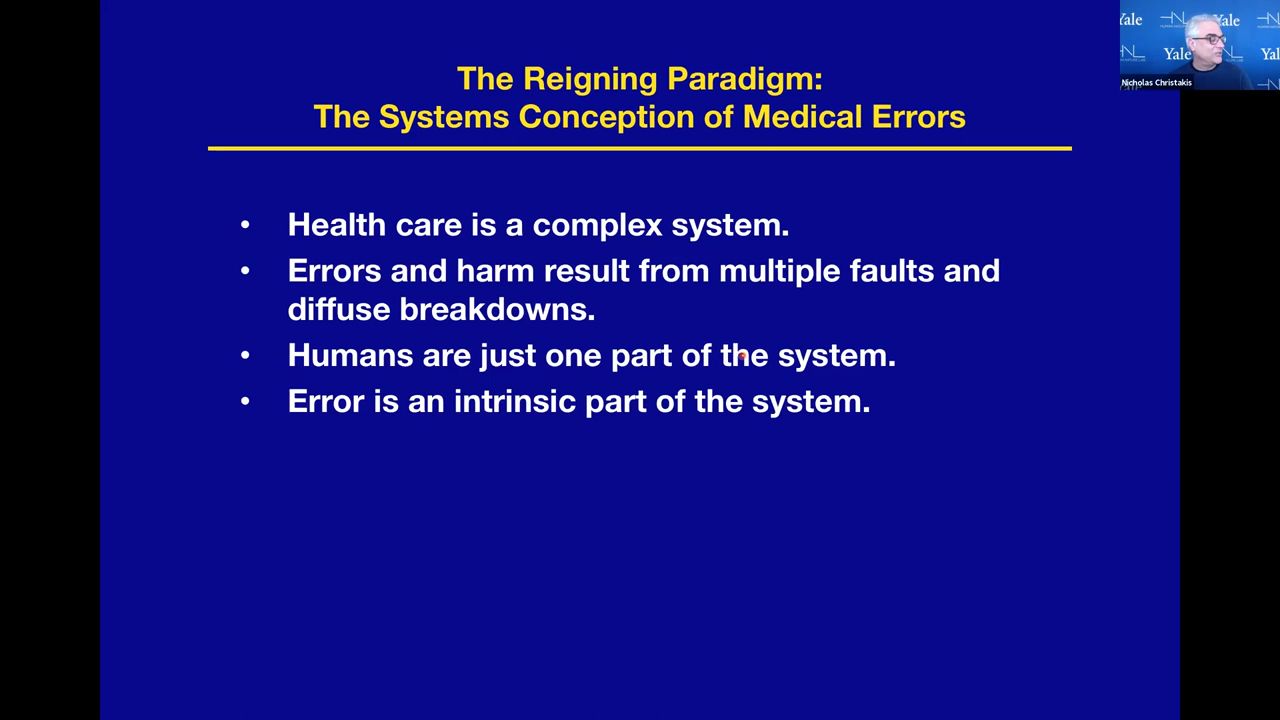 The Reigning Paradigm:
The Systems Conception of Medical Errors
• Health care is a complex system.
• Errors and harm result from multiple faults and
diffuse breakdowns.
• Humans are just one part of the system.
• Error is an intrinsic part of the system.
Yale
Yale
Yale
Yal
Nicholas Christakis